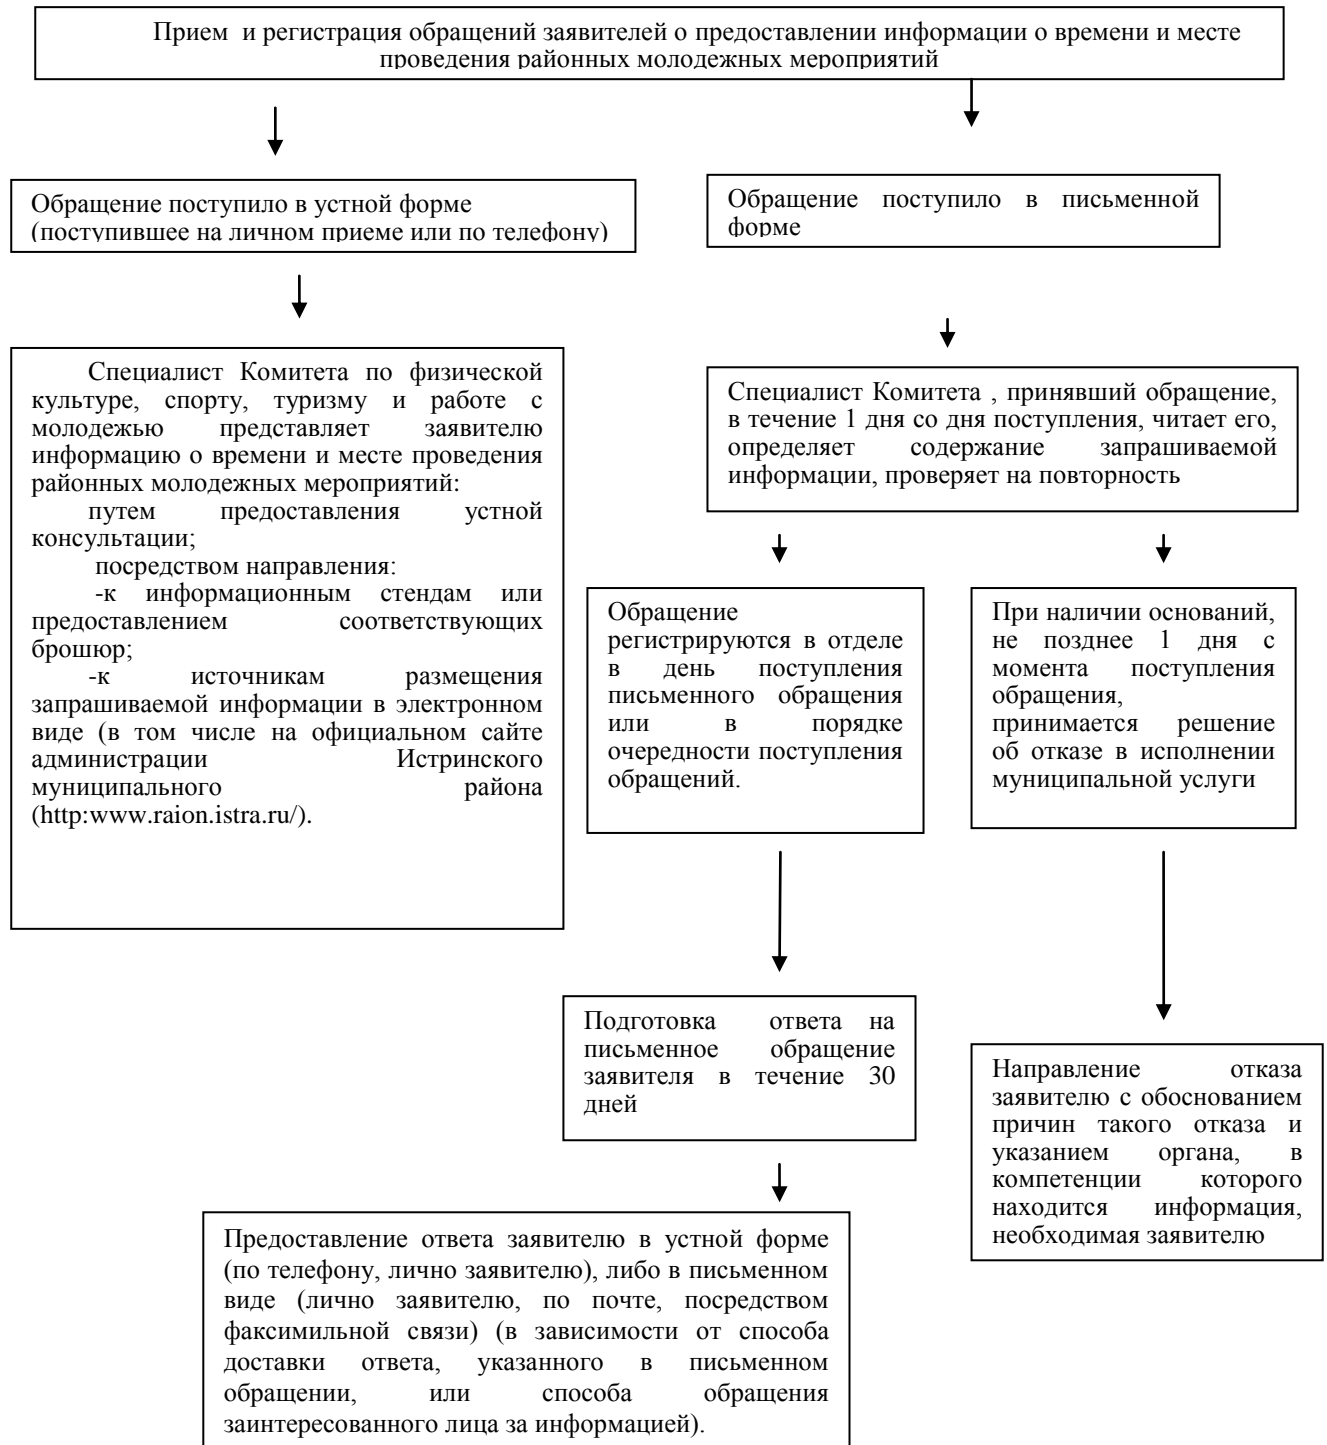 Прием и регистрация обращений заявителей о предоставлении информации о времени и месте
проведения районных молодежных мероприятий
Обращение поступило в устной форме
(поступившее на личном приеме или по телефону)
Обращение поступило в письменной
форме
Специалист Комитета по физической
культуре, спорту, туризму и работе с
молодежью представляет заявителю
информацию о времени и месте проведения
районных молодежных мероприятий:
путем предоставления устной
консультации;
посредством направления:
-к информационным стендам или
предоставлением соответствующих
брошюр;
-к источникам размещения
запрашиваемой информации в электронном
виде (в том числе на официальном сайте
администрации Истринского
муниципального района
(http:www.raion.istra.ru/).
Специалист Комитета , принявший обращение,
в течение 1 дня со дня поступления, читает его,
определяет содержание запрашиваемой
информации, проверяет на повторность
Обращение
регистрируются в отделе
в день поступления
письменного обращения
или в порядке
очередности поступления
обращений.
При наличии оснований,
не позднее 1 дня с
момента поступления
обращения,
принимается решение
об отказе в исполнении
муниципальной услуги
Подготовка ответа на
письменное обращение
заявителя в течение 30
дней
Направление отказа
заявителю с обоснованием
причин такого отказа и
указанием органа, в
компетенции которого
находится информация,
необходимая заявителю
Предоставление ответа заявителю в устной форме
(по телефону, лично заявителю), либо в письменном
виде (лично заявителю, по почте, посредством
факсимильной связи) (в зависимости от способа
доставки ответа, указанного в письменном
обращении, или способа обращения
заинтересованного лица за информацией).